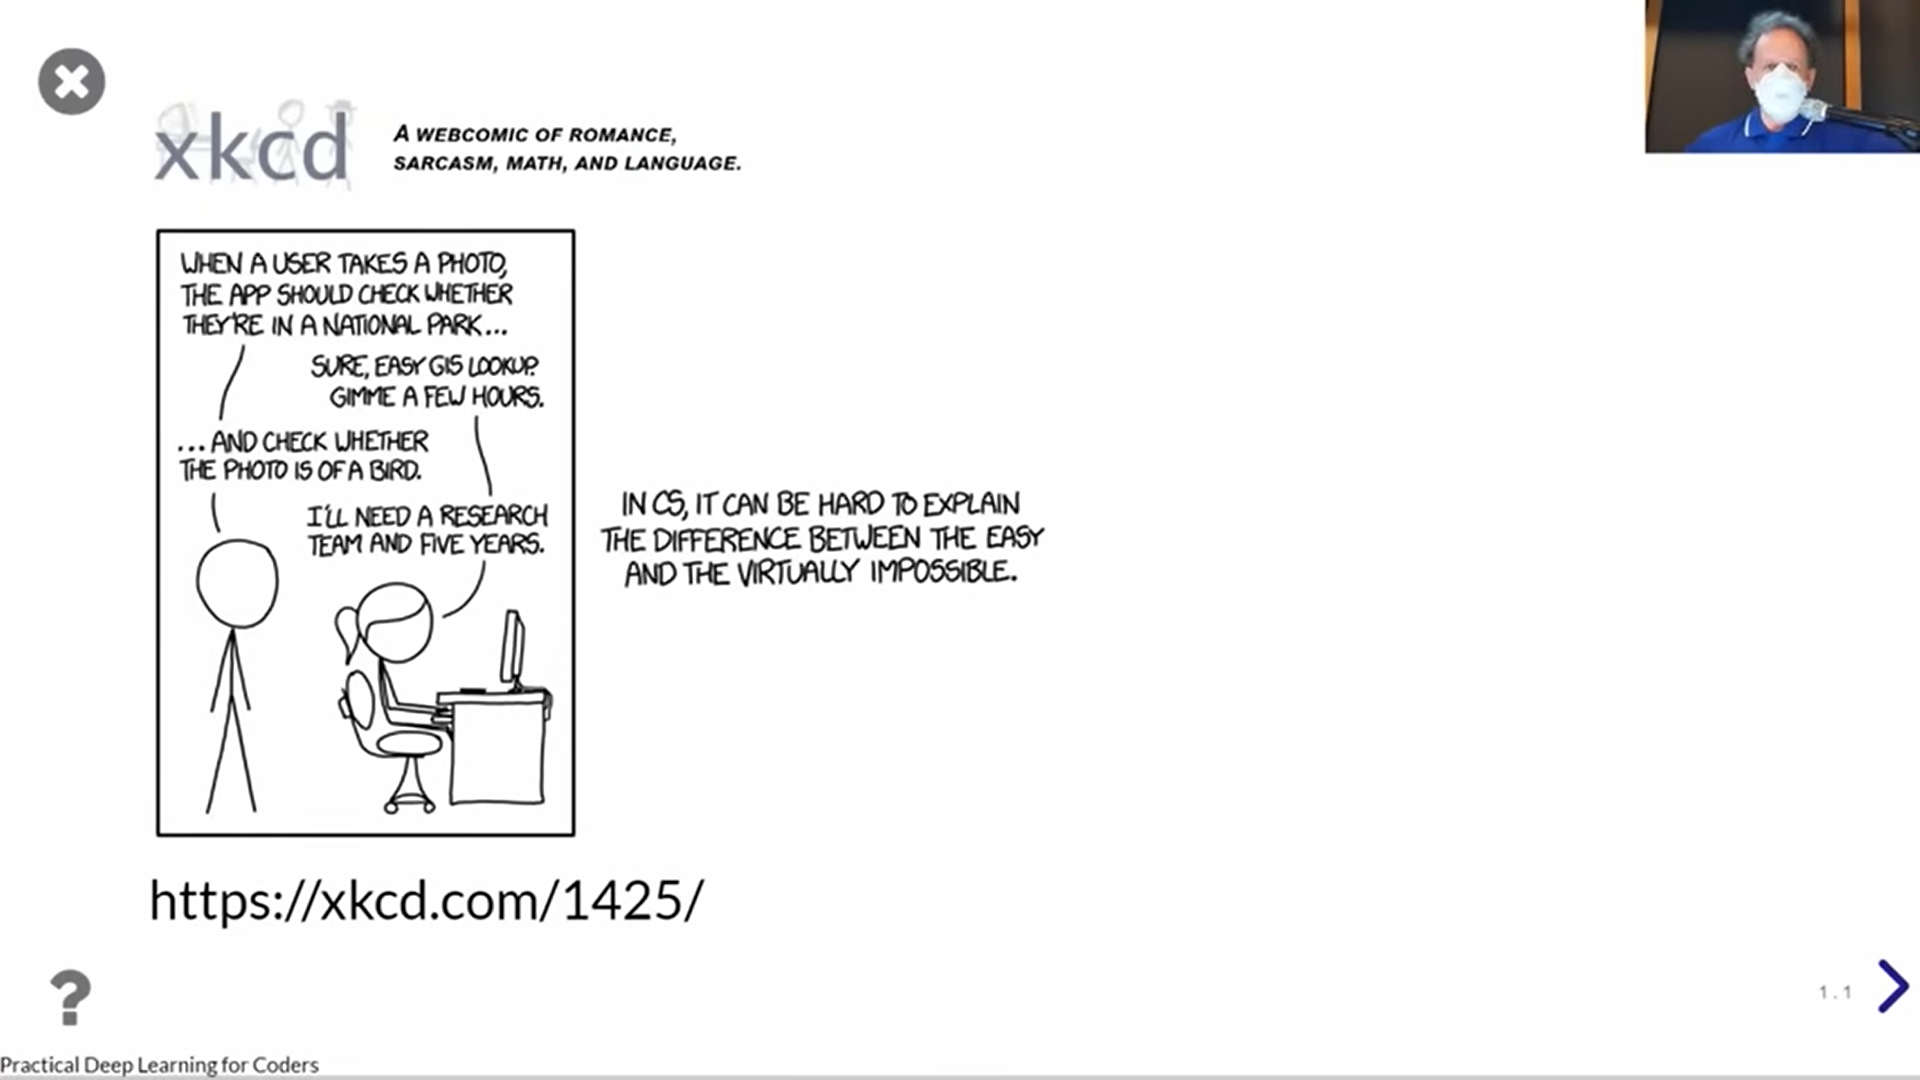 xkcd
A WEBCOMIC OF ROMANCE,
SARCASM, MATH, AND LANGUAGE.
WHEN A USER TAKES A PHOTO,
THE APP SHOULD CHECK WHETHER
THEY'RE IN A NATIONAL PARK...
SURE, EASY GIS LOOKUP.
GIMME A FEW HOURS.
...AND CHECK WHETHER
THE PHOTO IS OF A BIRD.
I'LL NEED A RESEARCH
TEAM AND FIVE YEARS.
IN CS, IT CAN BE HARD TO EXPLAIN
THE DIFFERENCE BETWEEN THE EASY
AND THE VIRTUALLY IMPOSSIBLE.
https://xkcd.com/1425/
?
1.1
Practical Deep Learning for Coders